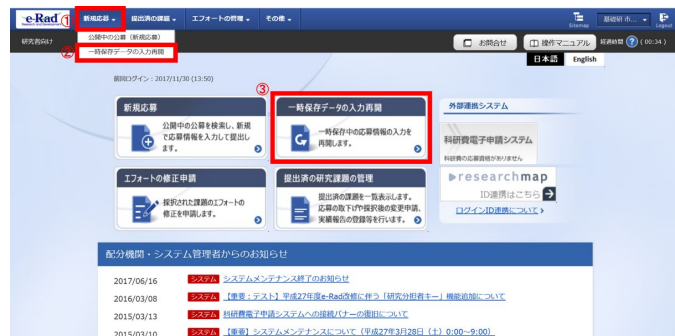 e-Rad ① 新規応募 提出済の課題 エフォートの管理 その他 Sitemap 基礎研 市... Logout
研究者向け 公開中の公募（新規応募） お問合せ 操作マニュアル 経過時間 ? ( 00:34 )
② 一時保存データの入力再開 日本語 English
前回ログイン：2017/11/30 (13:50)
③
新規応募
公開中の公募を検索し、新規
で応募情報を入力して提出し
ます。
一時保存データの入力再開
一時保存中の応募情報の入力を
再開します。
外部連携システム
科研費電子申請システム
科研費の応募資格がありません
エフォートの修正
申請
採択された課題のエフォートの
修正を申請します。
提出済の研究課題の管理
提出済の課題を一覧表示します。
応募の取下げや採択後の変更申請、
実績報告の登録等を行います。
researchmap
ID連携はこちら
ログインID連携について
配分機関・システム管理者からのお知らせ
2017/06/16 システム システムメンテナンス終了のお知らせ
2016/03/08 システム 【重要：テスト】平成27年度e-Rad改修に伴う「研究分担者キー」機能追加について
2015/03/13 システム 科研費電子申請システムへの接続バナーの復旧について
2015/03/10 システム 【重要】システムメンテナンスについて（平成27年3月28日（土）0:00～9:00）